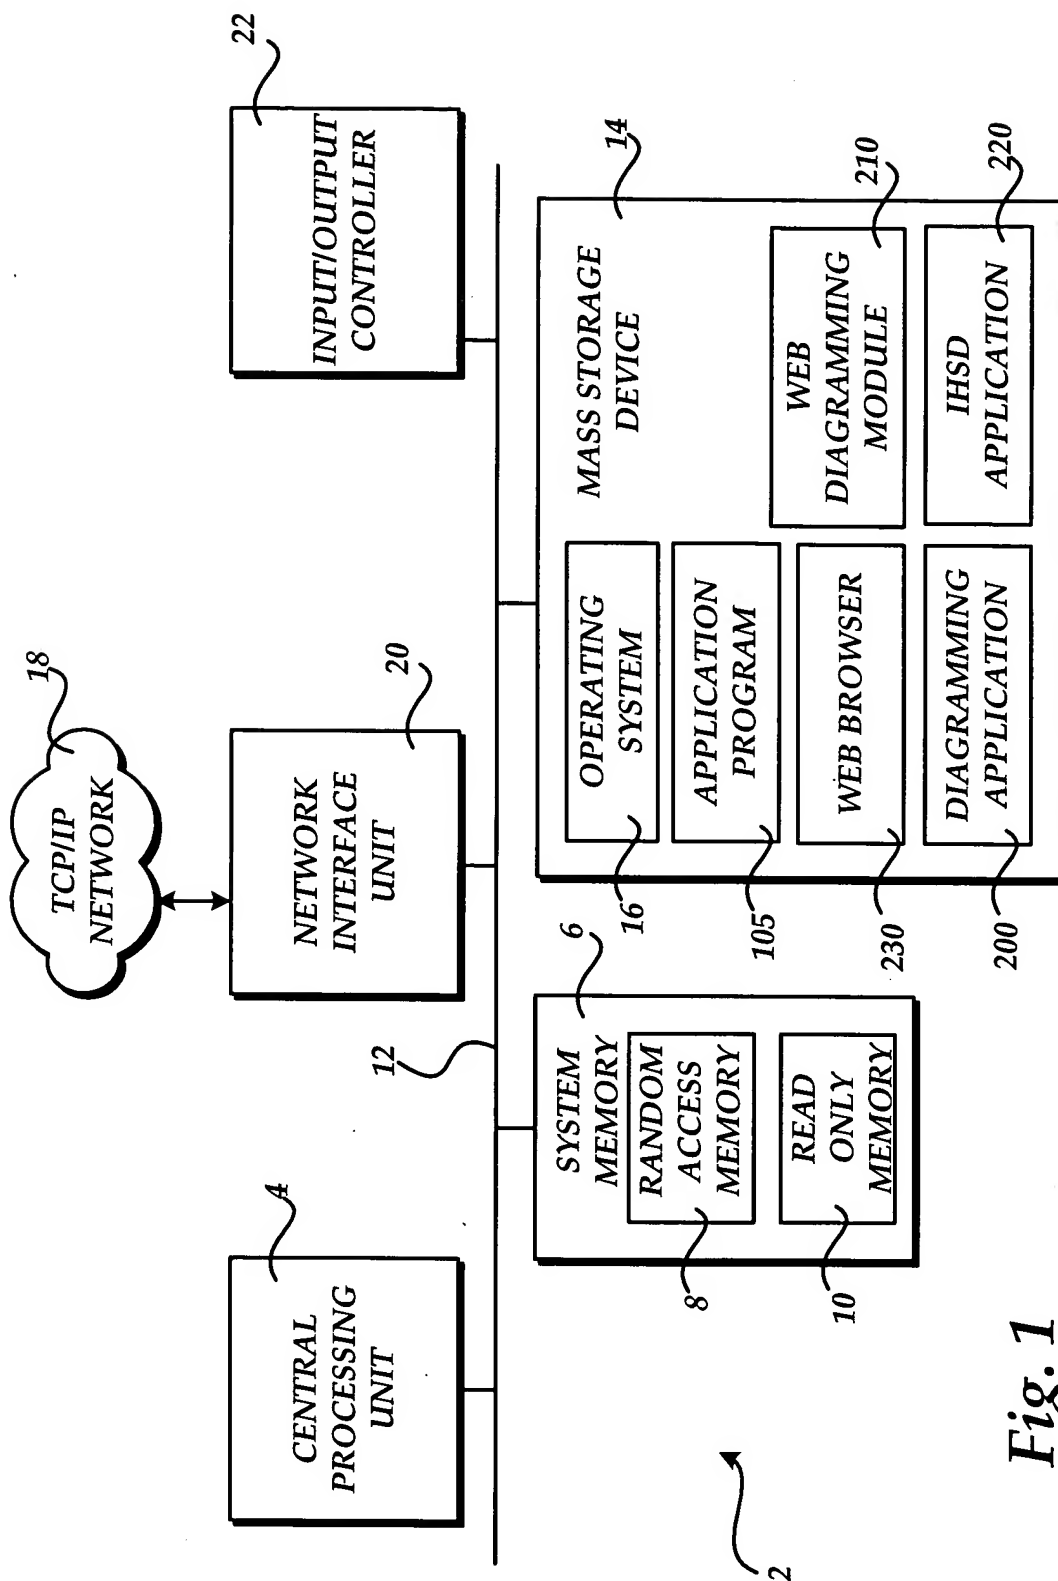 18
TCP/IP
NETWORK
4
CENTRAL
PROCESSING
UNIT
20
NETWORK
INTERFACE
UNIT
22
INPUT/OUTPUT
CONTROLLER
12
6
SYSTEM
MEMORY
RANDOM
ACCESS
MEMORY
8
READ
ONLY
MEMORY
10
14
MASS STORAGE
DEVICE
OPERATING
SYSTEM
16
APPLICATION
PROGRAM
105
WEB BROWSER
230
DIAGRAMMING
APPLICATION
200
WEB
DIAGRAMMING
MODULE
210
IHSD
APPLICATION
220
2
Fig. 1